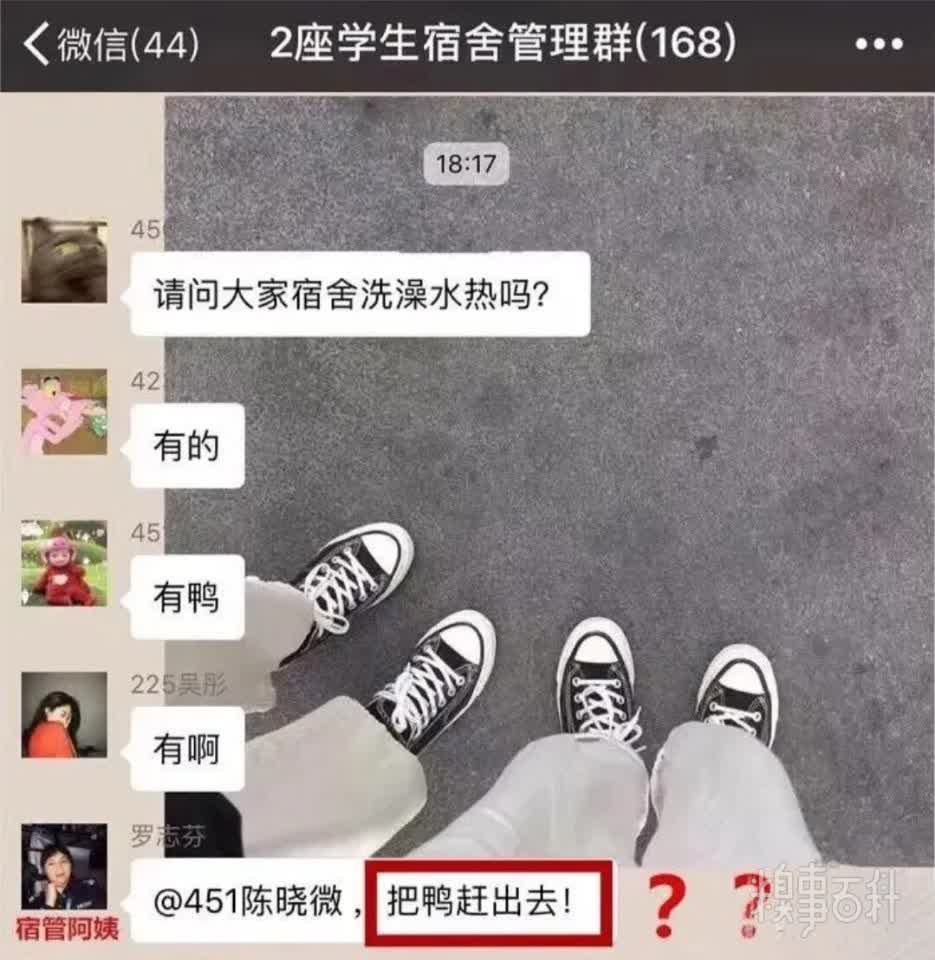 微信(44)
2座学生宿舍管理群(168)
18:17
45
请问大家宿舍洗澡水热吗?
42
有的
45
有鸭
225吴彤
有啊
罗志芬
@451陈晓微，把鸭赶出去!
宿管阿姨
? ?
糗事百科